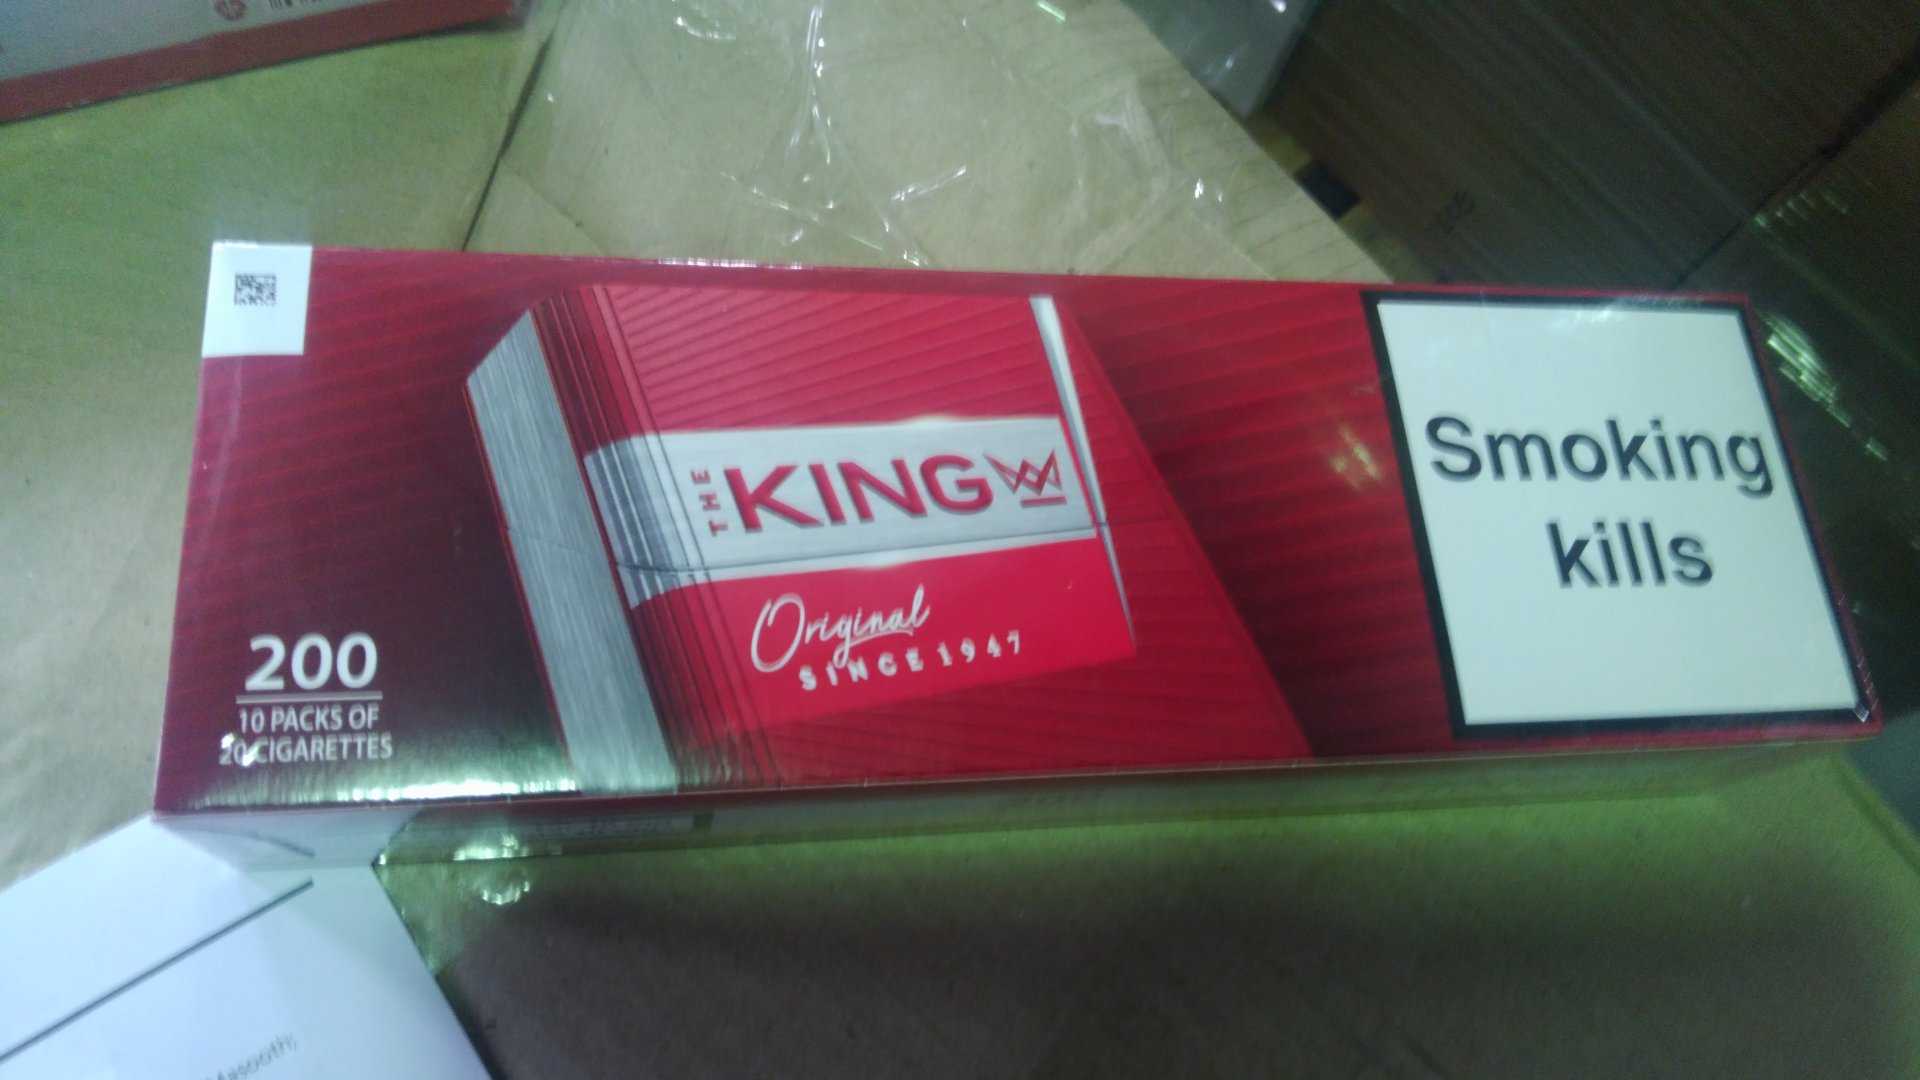 THE KING
Original
SINCE 1947
200
10 PACKS OF
20 CIGARETTES
Smoking
kills